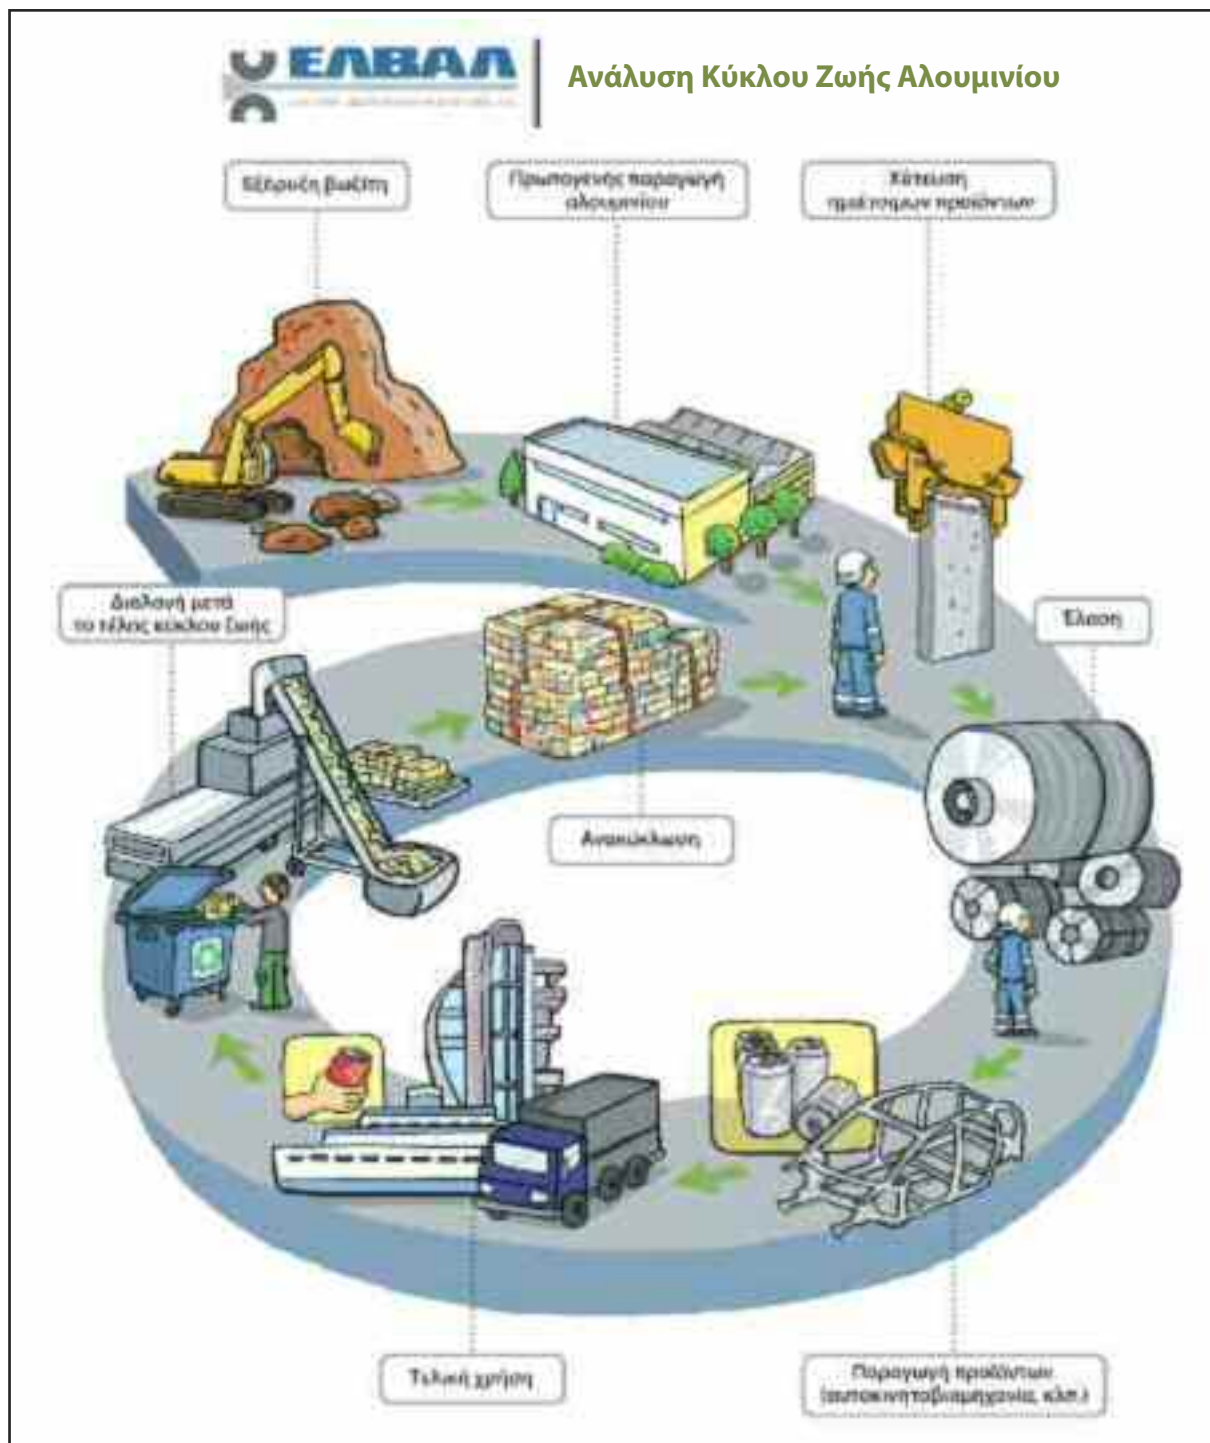 ΕΛΒΑΛ
Ανάλυση Κύκλου Ζωής Αλουμινίου
Εξόρυξη βωξίτη
Πρωτογενής παραγωγή
αλουμινίου
Χύτευση
ημιέτοιμων προϊόντων
Διαλογή μετά
το τέλος κύκλου ζωής
Έλαση
Ανακύκλωση
Τελική χρήση
Παραγωγή προϊόντων
(αυτοκινητοβιομηχανία, κλπ.)